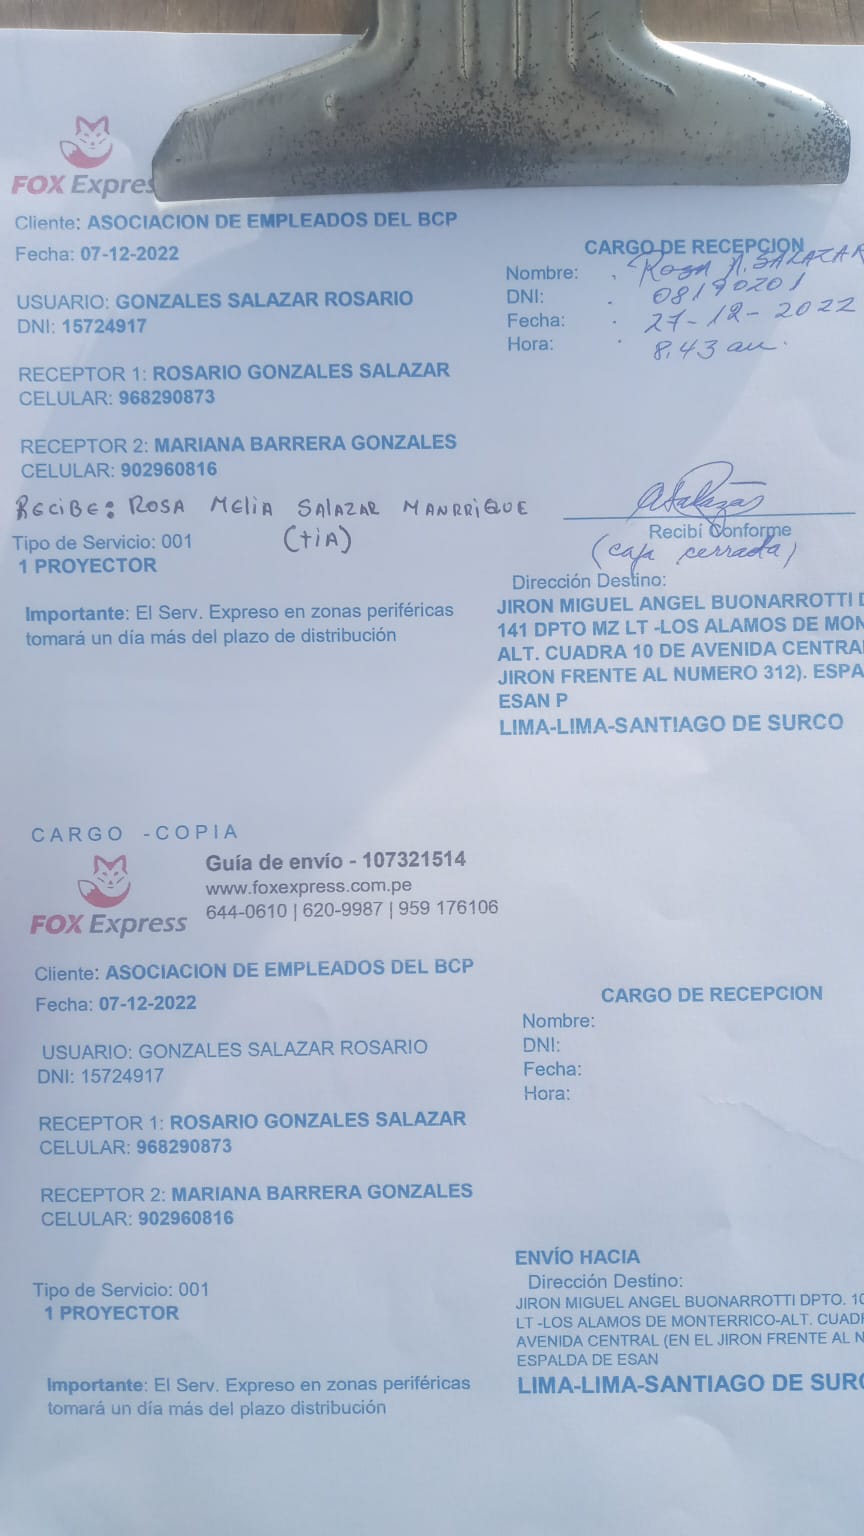 FOX Expres
Cliente: ASOCIACION DE EMPLEADOS DEL BCP
Fecha: 07-12-2022
USUARIO: GONZALES SALAZAR ROSARIO
DNI: 15724917
RECEPTOR 1: ROSARIO GONZALES SALAZAR
CELULAR: 968290873
RECEPTOR 2: MARIANA BARRERA GONZALES
CELULAR: 902960816
RECIBE: ROSA MELIA SALAZAR MANRRIQUE
(tIA)
Tipo de Servicio: 001
1 PROYECTOR
Importante: El Serv. Expreso en zonas periféricas
tomará un día más del plazo de distribución
CARGO DE RECEPCION
Nombre: Rosa A. SALAZAR
DNI: 08190201
Fecha: 27-12-2022
Hora: 8.43 am.
Recibí Conforme
(caja cerrada)
Dirección Destino:
JIRON MIGUEL ANGEL BUONARROTTI D
141 DPTO MZ LT -LOS ALAMOS DE MON
ALT. CUADRA 10 DE AVENIDA CENTRAL
JIRON FRENTE AL NUMERO 312). ESPA
ESAN P
LIMA-LIMA-SANTIAGO DE SURCO
CARGO -COPIA
FOX Express
Guía de envío - 107321514
www.foxexpress.com.pe
644-0610 | 620-9987 | 959 176106
Cliente: ASOCIACION DE EMPLEADOS DEL BCP
Fecha: 07-12-2022
USUARIO: GONZALES SALAZAR ROSARIO
DNI: 15724917
RECEPTOR 1: ROSARIO GONZALES SALAZAR
CELULAR: 968290873
RECEPTOR 2: MARIANA BARRERA GONZALES
CELULAR: 902960816
Tipo de Servicio: 001
1 PROYECTOR
Importante: El Serv. Expreso en zonas periféricas
tomará un día más del plazo distribución
CARGO DE RECEPCION
Nombre:
DNI:
Fecha:
Hora:
ENVÍO HACIA
Dirección Destino:
JIRON MIGUEL ANGEL BUONARROTTI DPTO. 10
LT -LOS ALAMOS DE MONTERRICO-ALT. CUADR
AVENIDA CENTRAL (EN EL JIRON FRENTE AL N
ESPALDA DE ESAN
LIMA-LIMA-SANTIAGO DE SURC